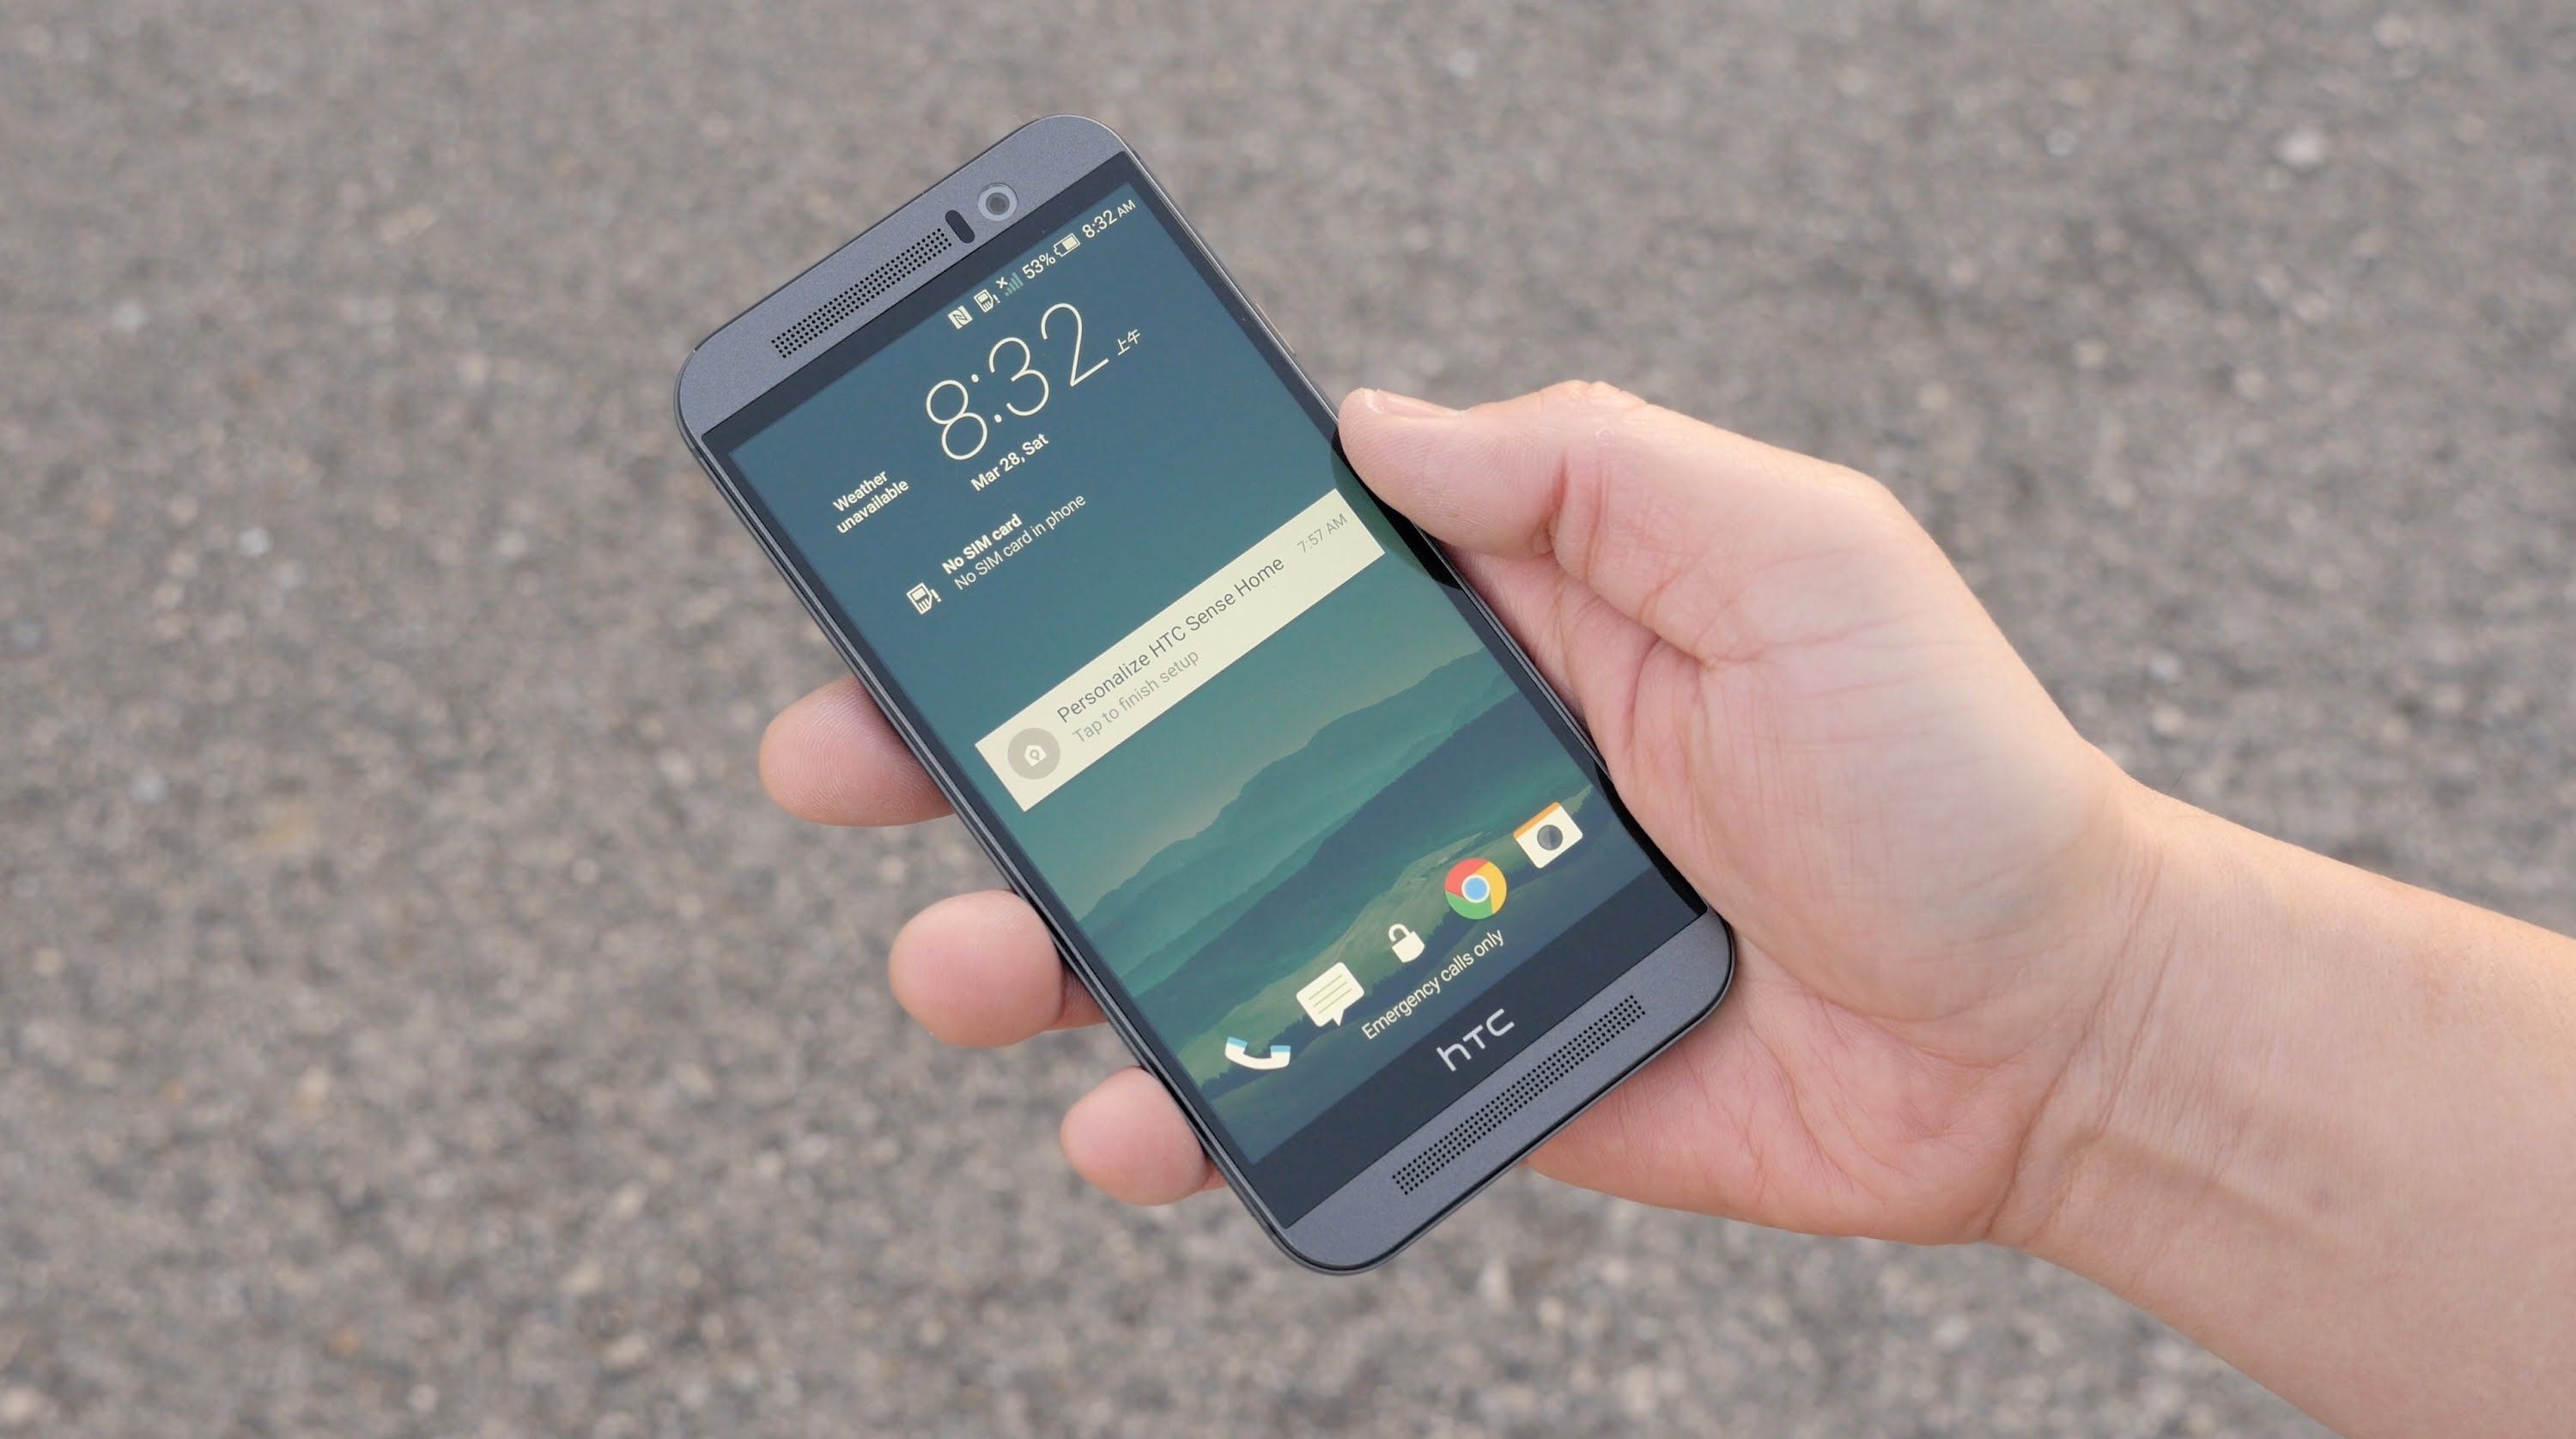 53% 8:32 AM
8:32 上午
Mar 28, Sat
Weather
unavailable
No SIM card
No SIM card in phone
Personalize HTC Sense Home 7:57 AM
Tap to finish setup
Emergency calls only
hTC